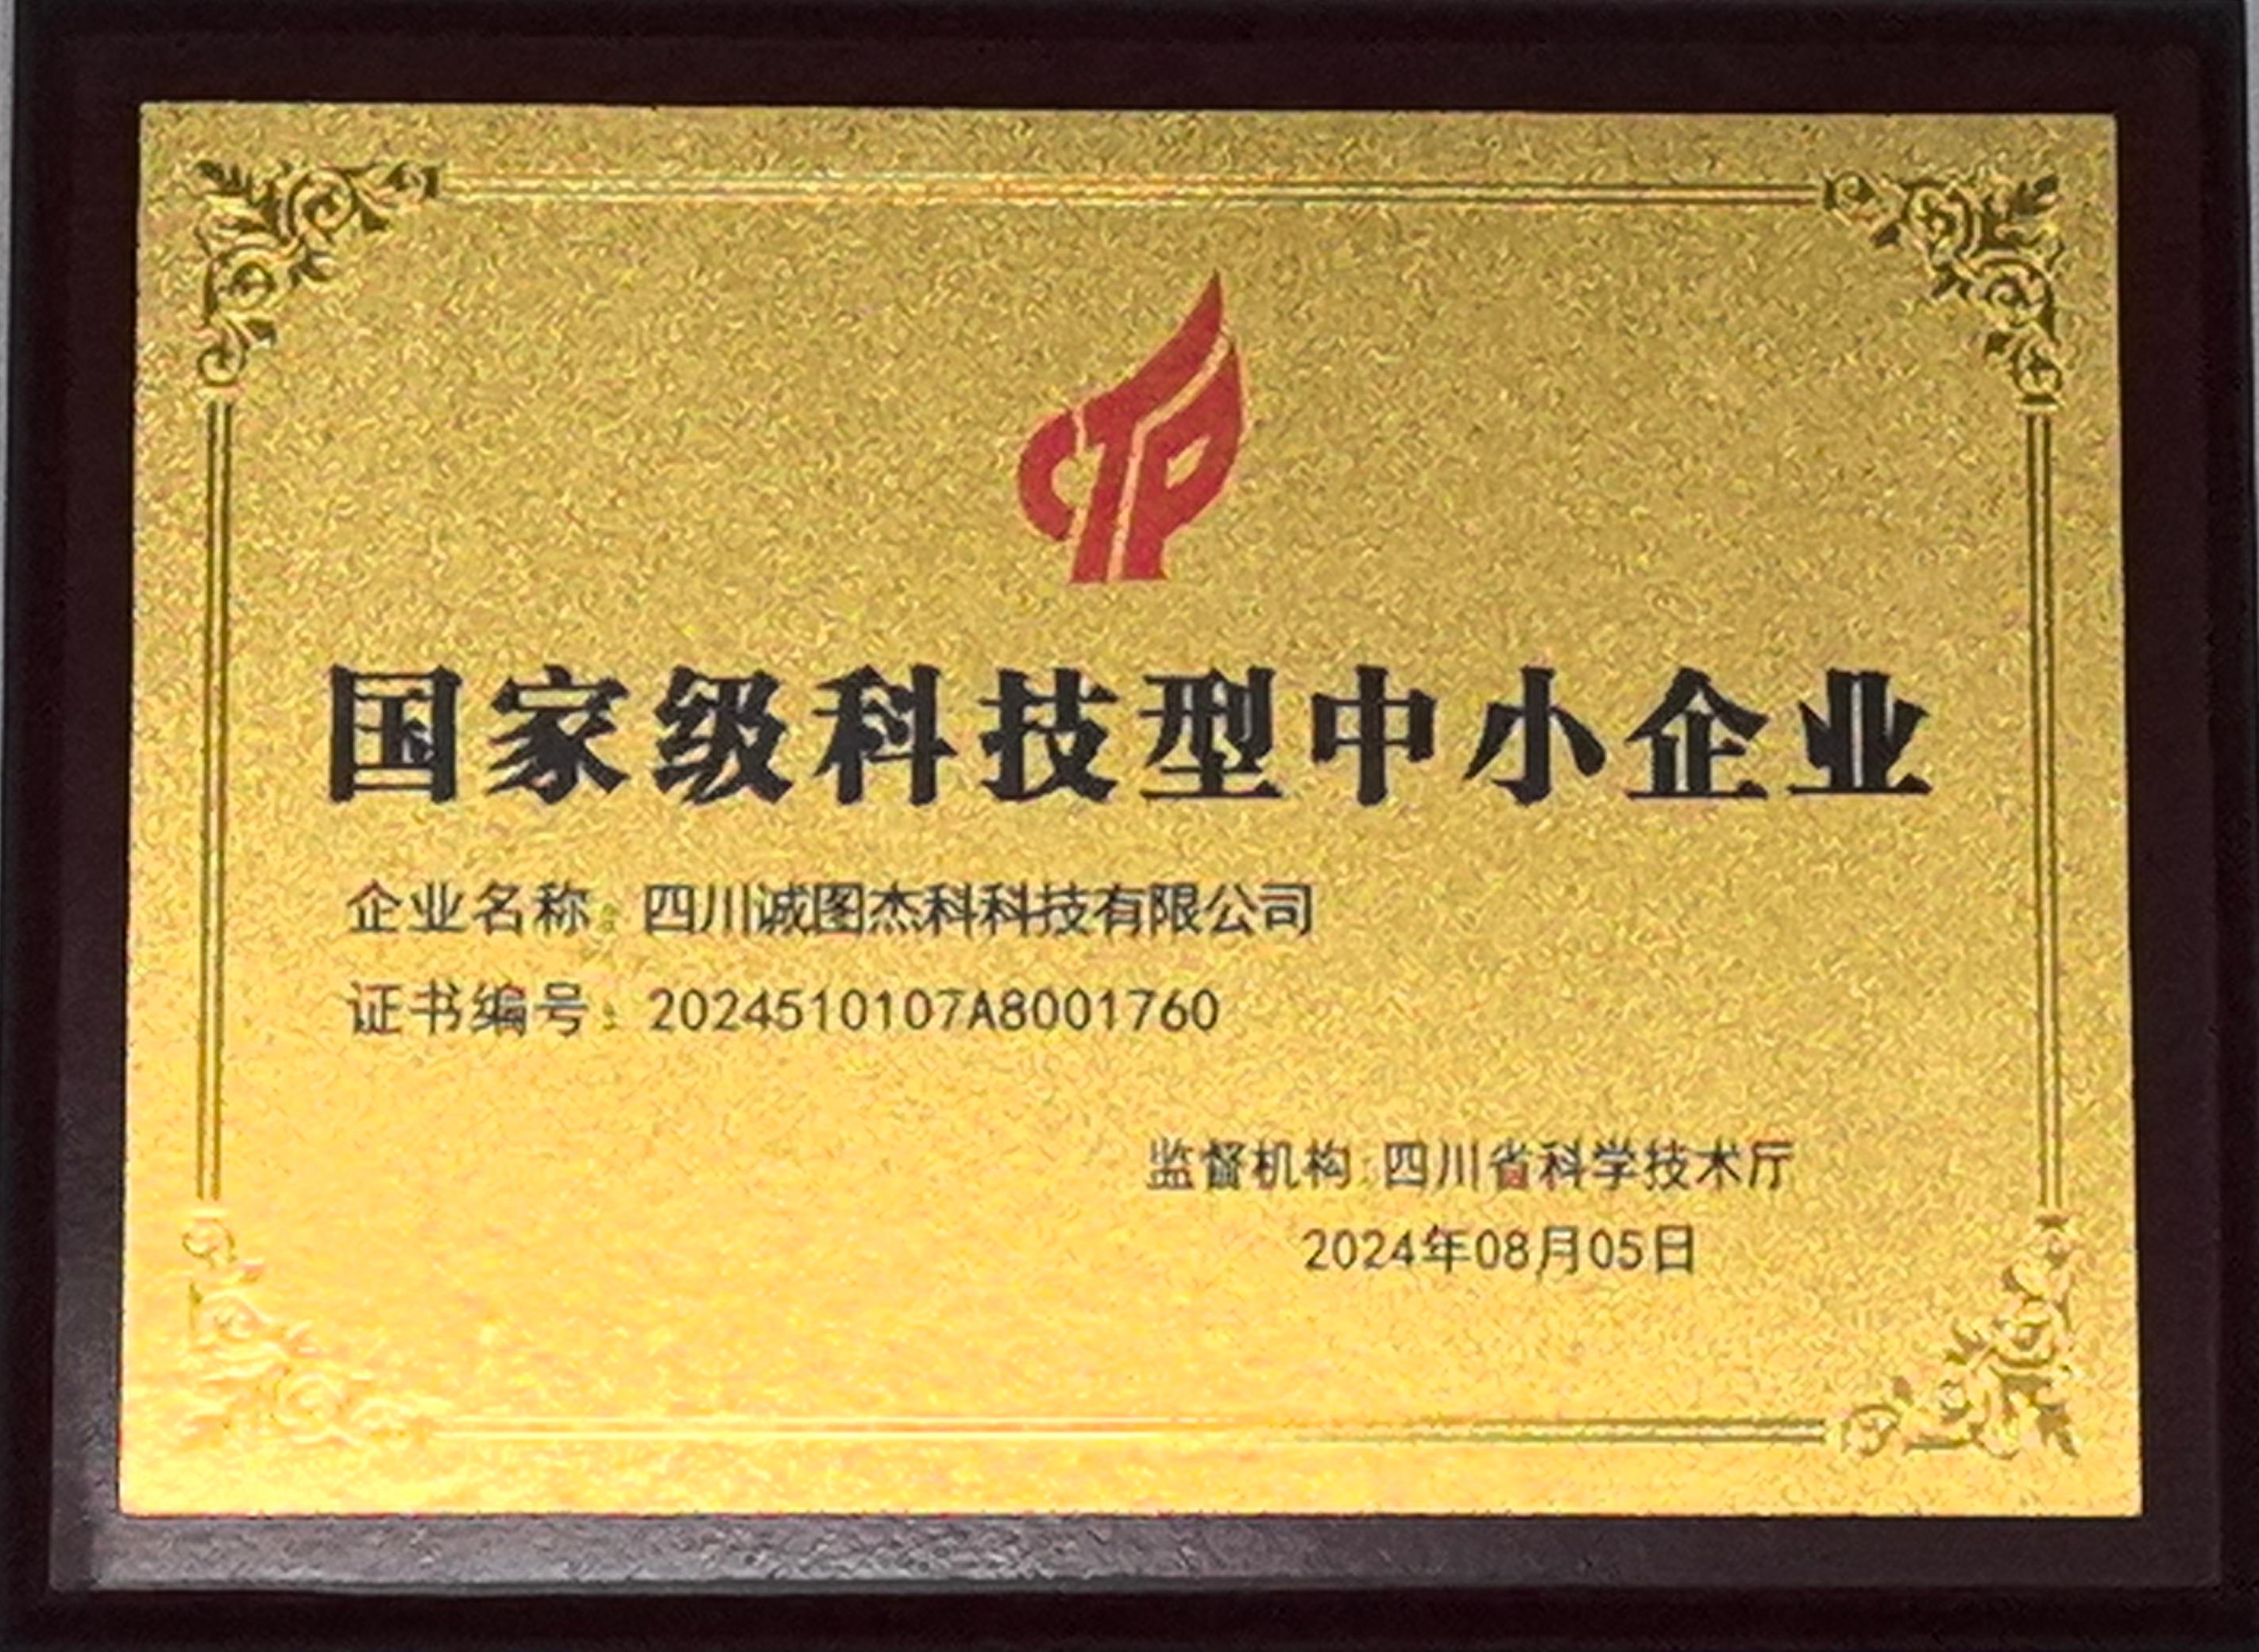 CTP
国家级科技型中小企业
企业名称：四川诚图杰科科技有限公司
证书编号：2024510107A8001760
监督机构：四川省科学技术厅
2024年08月05日